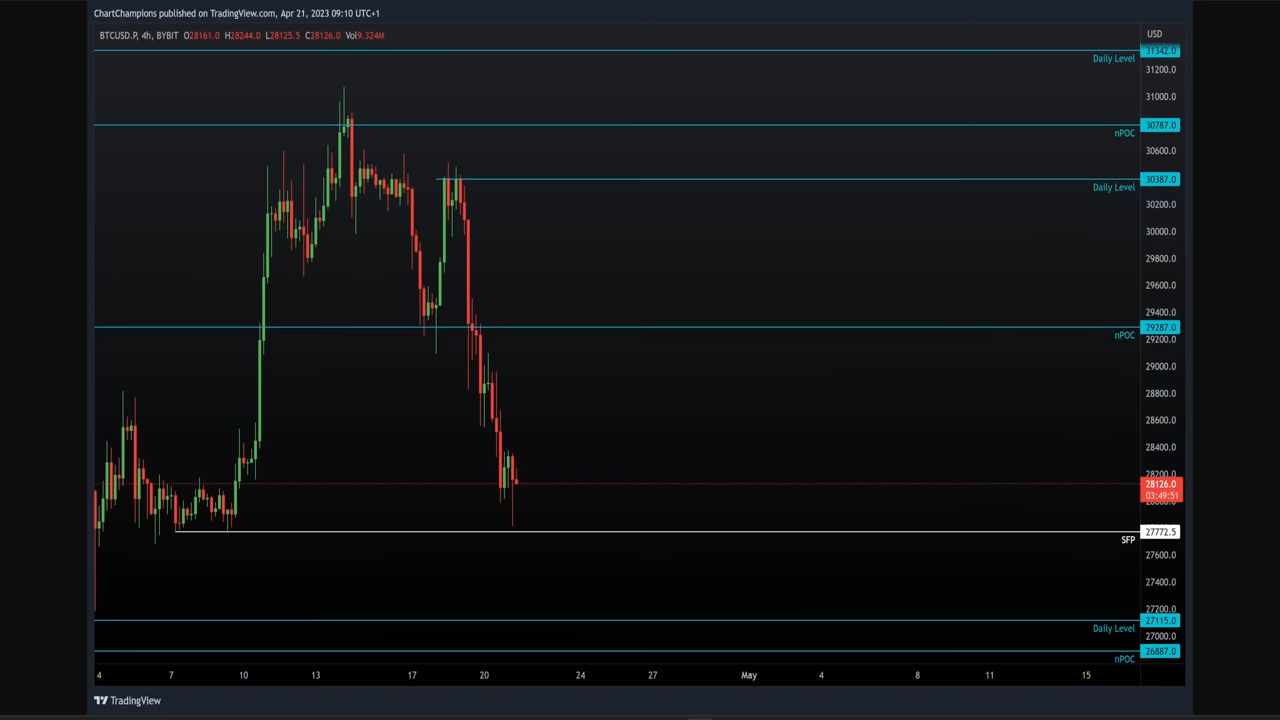 ChartChampions published on TradingView.com, Apr 21, 2023 09:10 UTC+1
BTCUSD.P, 4h, BYBIT O28161.0 H28244.0 L28125.5 C28126.0 Vol9.324M
USD
31342.0
Daily Level
31200.0
31000.0
30787.0
nPOC
30600.0
30387.0
Daily Level
30200.0
30000.0
29800.0
29600.0
29400.0
29287.0
nPOC
29200.0
29000.0
28800.0
28600.0
28400.0
28200.0
28126.0
03:49:51
28000.0
27772.5
SFP
27600.0
27400.0
27200.0
27115.0
Daily Level
27000.0
26887.0
nPOC
4 7 10 13 17 20 24 27 May 4 8 11 15
TradingView